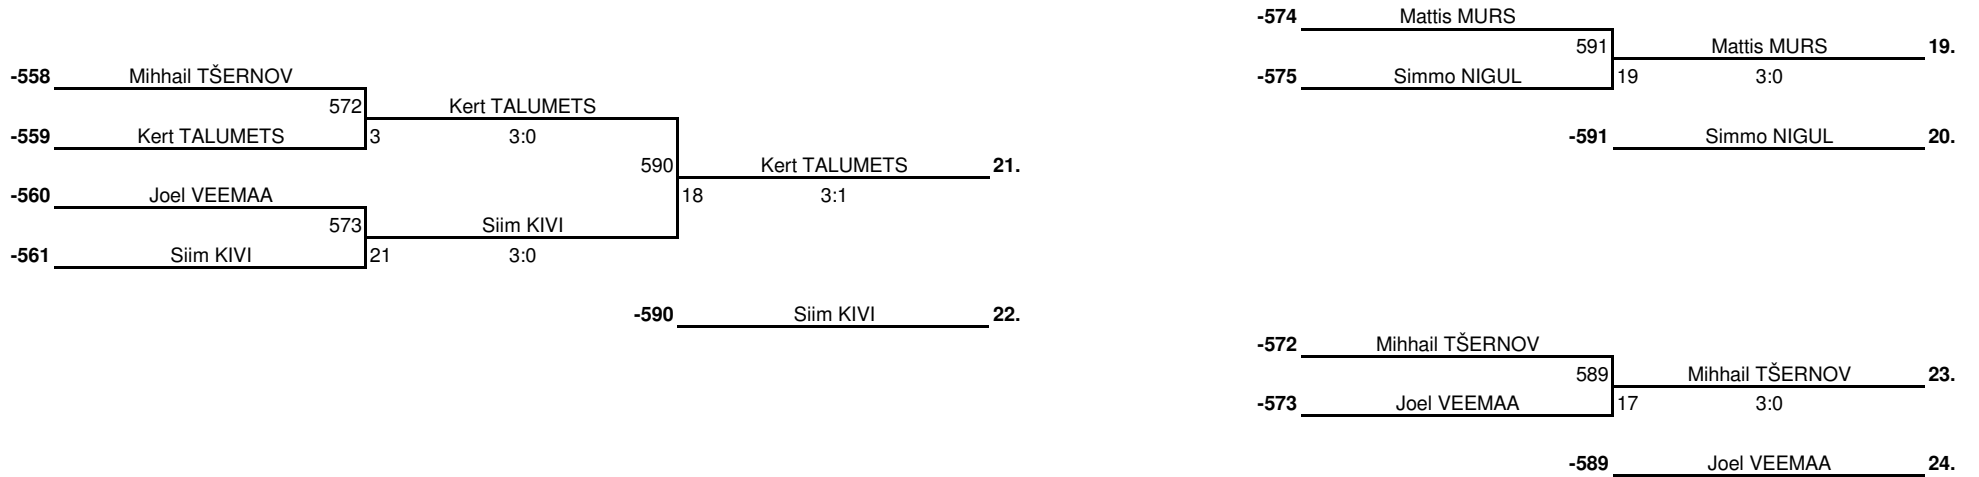 -574 Mattis MURS
591 Mattis MURS 19.
-575 Simmo NIGUL 19 3:0
-591 Simmo NIGUL 20.
-558 Mihhail TŠERNOV
572 Kert TALUMETS
-559 Kert TALUMETS 3 3:0
590 Kert TALUMETS 21.
-560 Joel VEEMAA 18 3:1
573 Siim KIVI
-561 Siim KIVI 21 3:0
-590 Siim KIVI 22.
-572 Mihhail TŠERNOV
589 Mihhail TŠERNOV 23.
-573 Joel VEEMAA 17 3:0
-589 Joel VEEMAA 24.